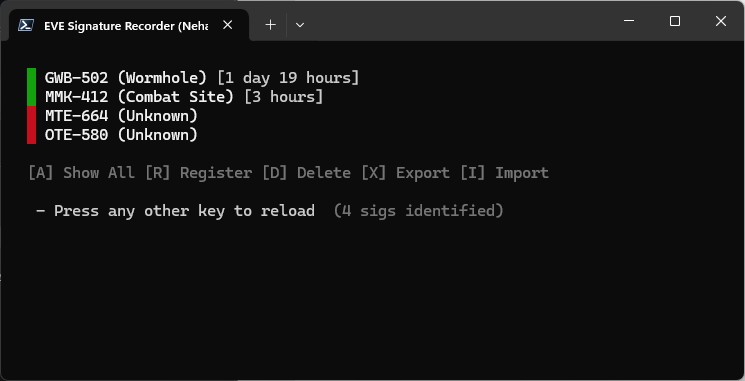 EVE Signature Recorder (Neha
GWB-502 (Wormhole) [1 day 19 hours]
MMK-412 (Combat Site) [3 hours]
MTE-664 (Unknown)
OTE-580 (Unknown)
[A] Show All [R] Register [D] Delete [X] Export [I] Import
- Press any other key to reload (4 sigs identified)